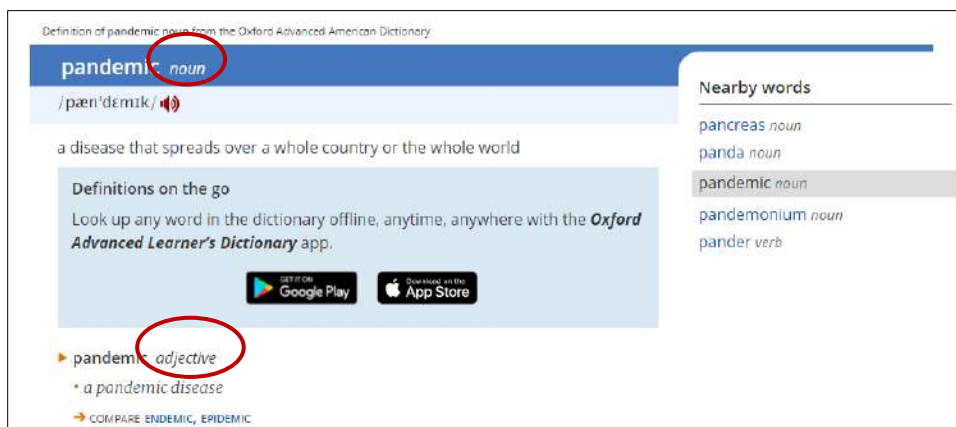 Definition of pandemic noun from the Oxford Advanced American Dictionary
pandemic noun
/pænˈdɛmɪk/
a disease that spreads over a whole country or the whole world
Definitions on the go
Look up any word in the dictionary offline, anytime, anywhere with the Oxford
Advanced Learner's Dictionary app.
GET IT ON
Google Play
Download on the
App Store
▶ pandemic adjective
• a pandemic disease
→ COMPARE ENDEMIC, EPIDEMIC
Nearby words
pancreas noun
panda noun
pandemic noun
pandemonium noun
pander verb